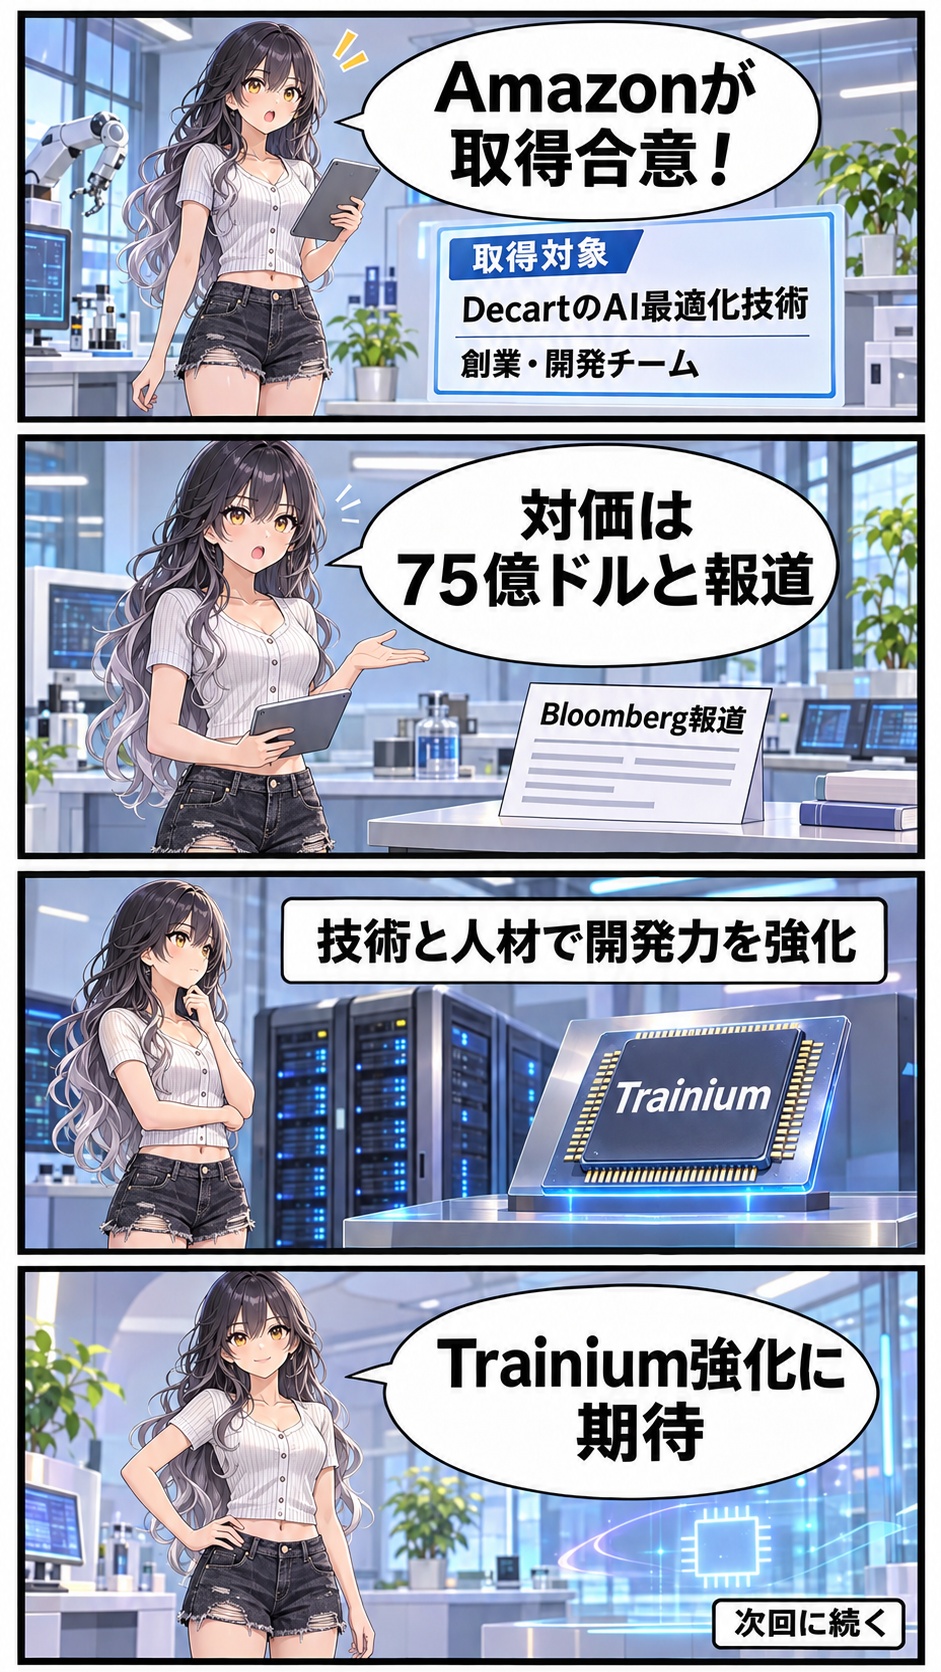 Amazonが
取得合意！
取得対象
DecartのAI最適化技術
創業・開発チーム
対価は
75億ドルと報道
Bloomberg報道
技術と人材で開発力を強化
Trainium
Trainium強化に
期待
次回に続く